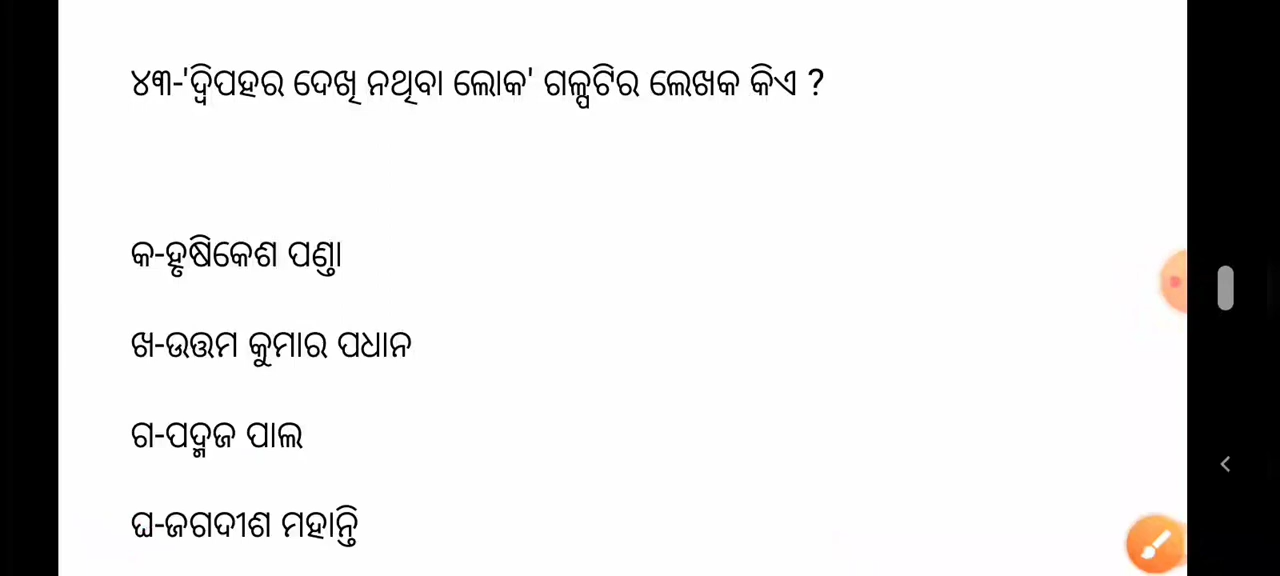 ୪୩-'ଦ୍ୱିପହର ଦେଖି ନଥିବା ଲୋକ' ଗଳ୍ପଟିର ଲେଖକ କିଏ ?
କ-ହୃଷିକେଶ ପଣ୍ଡା
ଖ-ଉତ୍ତମ କୁମାର ପଧାନ
ଗ-ପଦ୍ମଜ ପାଲ
ଘ-ଜଗଦୀଶ ମହାନ୍ତି